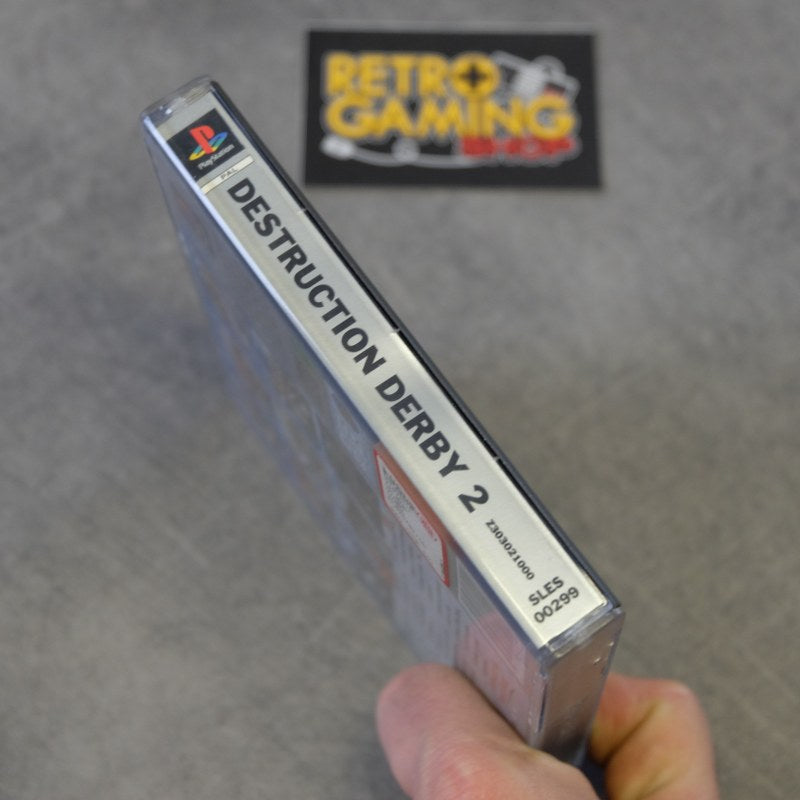 RETRO
GAMING
SHOP
PlayStation
PAL
DESTRUCTION DERBY 2
Z303021000
SLES
00299